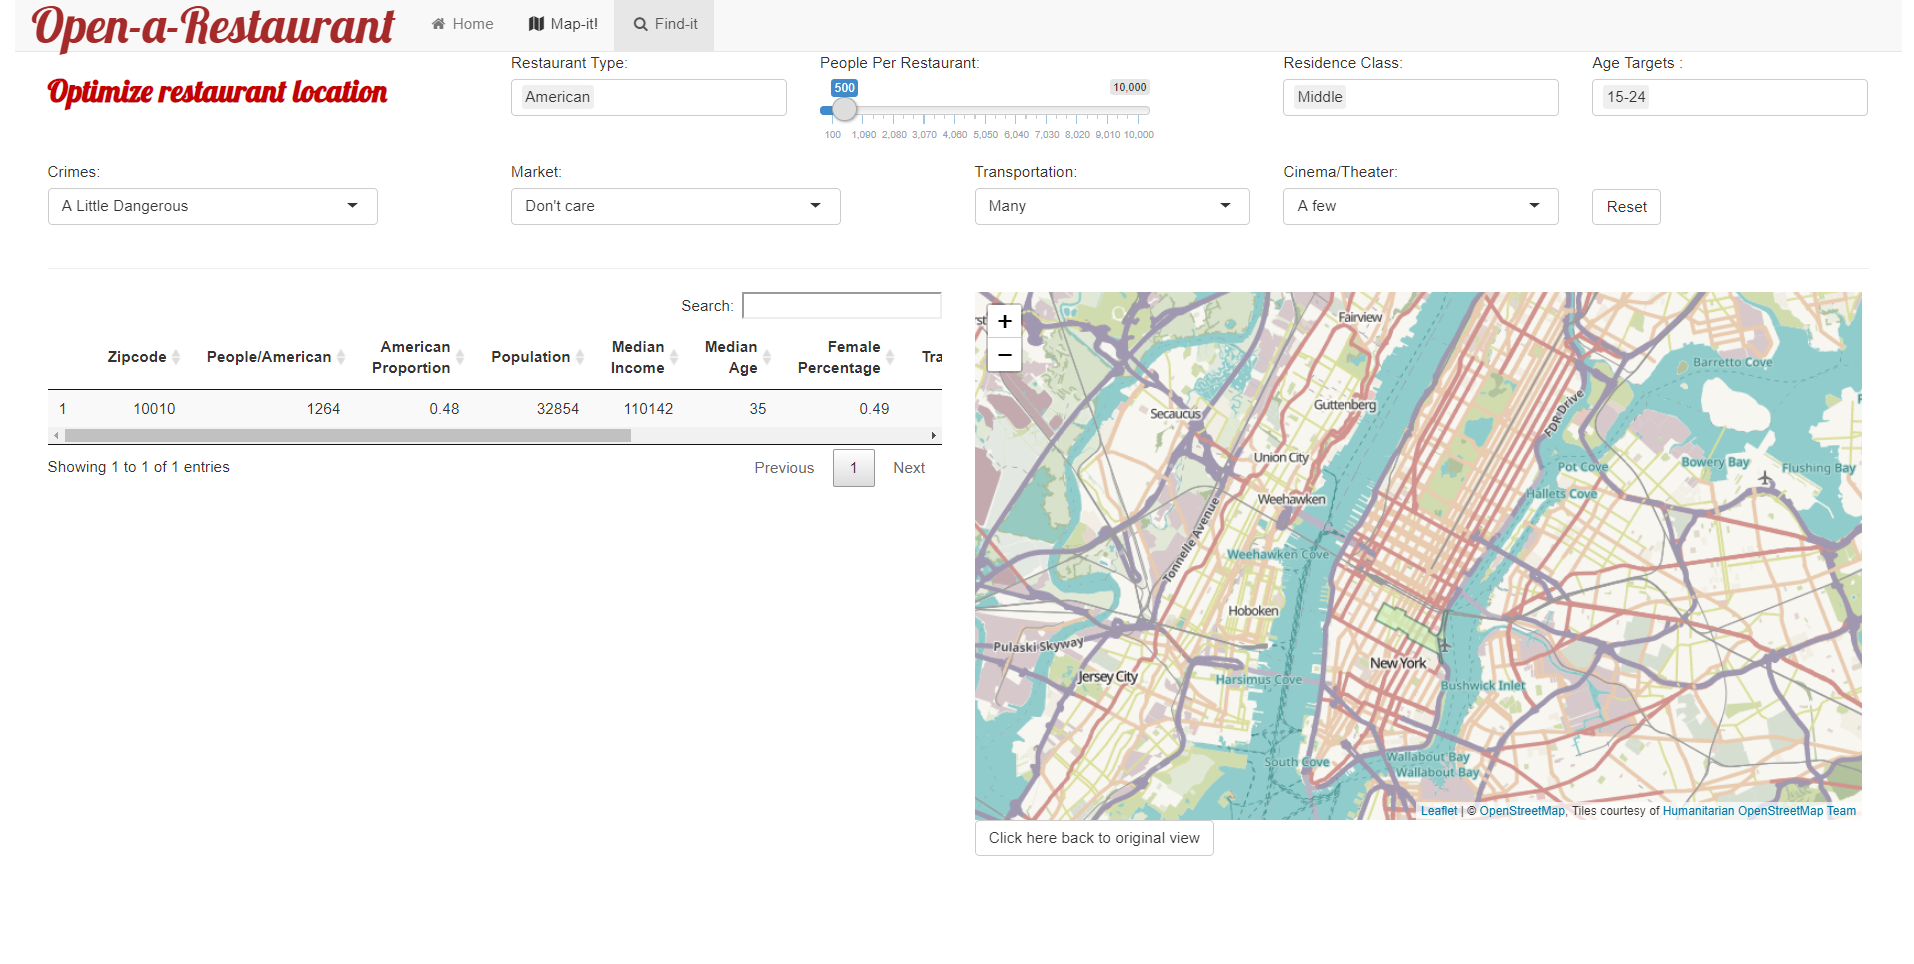 Open-a-Restaurant
Home
Map-it!
Find-it
Optimize restaurant location
Restaurant Type:
American
People Per Restaurant:
500
10,000
100 1,090 2,080 3,070 4,060 5,050 6,040 7,030 8,020 9,010 10,000
Residence Class:
Middle
Age Targets :
15-24
Crimes:
A Little Dangerous
Market:
Don't care
Transportation:
Many
Cinema/Theater:
A few
Reset
Search:
Zipcode People/American American Proportion Population Median Income Median Age Female Percentage Tra
1 10010 1264 0.48 32854 110142 35 0.49
Showing 1 to 1 of 1 entries
Previous 1 Next
+
−
Fairview
Barretto Cove
Secaucus
Guttenberg
FDR Drive
Union City
Pot Cove
Bowery Bay
Flushing Bay
Weehawken
Hallets Cove
Tonnelle Avenue
Weehawken Cove
Hoboken
Pulaski Skyway
New York
Jersey City
Harsimus Cove
Bushwick Inlet
South Cove
Wallabout Bay
Wallabout Bay
Leaflet | © OpenStreetMap, Tiles courtesy of Humanitarian OpenStreetMap Team
Click here back to original view